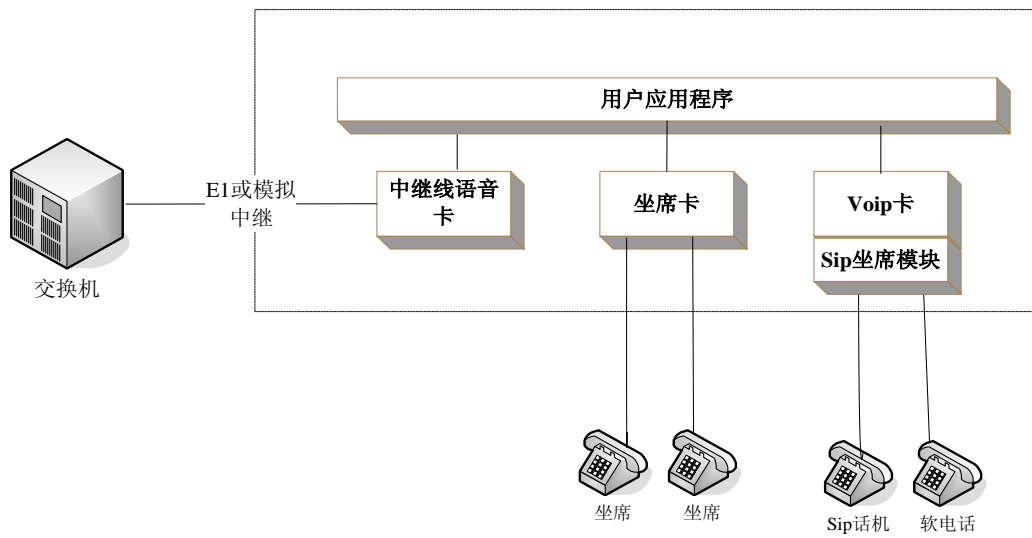 用户应用程序
E1或模拟
中继
中继线语音
卡
坐席卡
Voip卡
Sip坐席模块
交换机
坐席
坐席
Sip话机
软电话